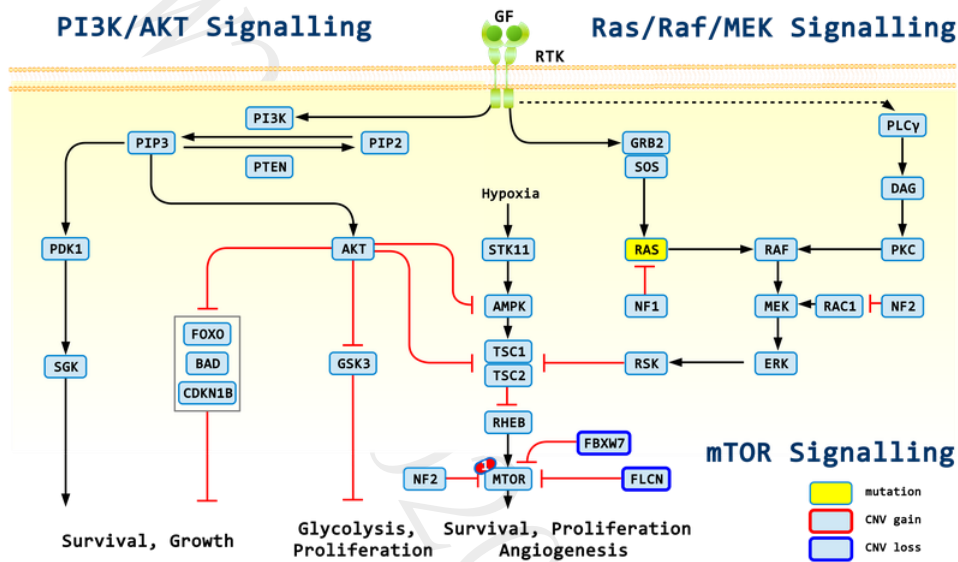 PI3K/AKT Signalling
GF
Ras/Raf/MEK Signalling
RTK
PI3K
PLCγ
PIP3
PIP2
GRB2
PTEN
SOS
DAG
Hypoxia
PDK1
AKT
STK11
RAS
RAF
PKC
AMPK
NF1
MEK
RAC1
NF2
FOXO
TSC1
BAD
GSK3
RSK
ERK
SGK
TSC2
CDKN1B
RHEB
FBXW7
mTOR Signalling
1
NF2
MTOR
FLCN
mutation
CNV gain
CNV loss
Survival, Growth
Glycolysis,
Proliferation
Survival, Proliferation
Angiogenesis